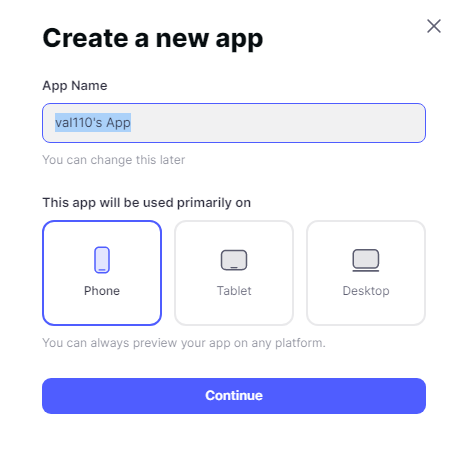 Create a new app
App Name
val110's App
You can change this later
This app will be used primarily on
Phone
Tablet
Desktop
You can always preview your app on any platform.
Continue